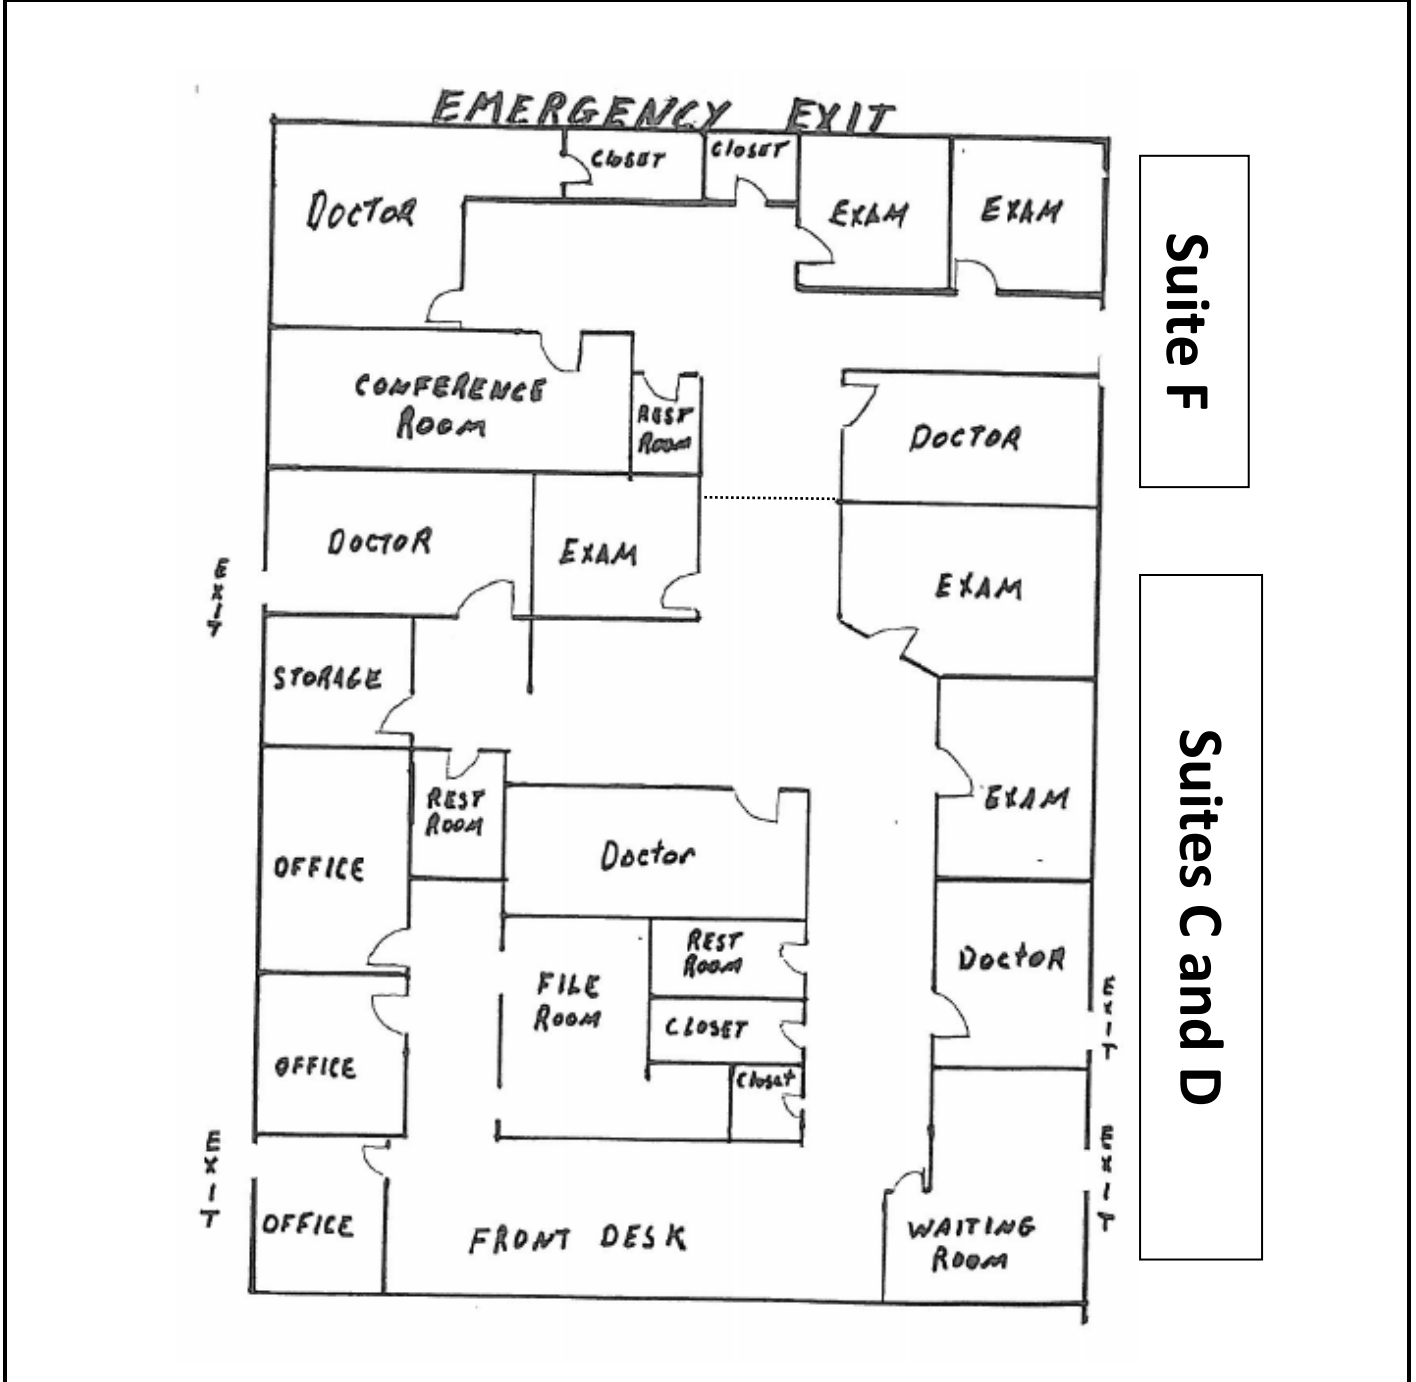 EMERGENCY EXIT
CLOSET
CLOSET
DOCTOR
EXAM
EXAM
Suite F
CONFERENCE
ROOM
REST
ROOM
DOCTOR
DOCTOR
EXAM
EXIT
EXAM
STORAGE
Suites C and D
REST
ROOM
EXAM
OFFICE
Doctor
REST
ROOM
DOCTOR
FILE
ROOM
CLOSET
EXIT
OFFICE
Closet
EXIT
EXIT
OFFICE
FRONT DESK
WAITING
ROOM